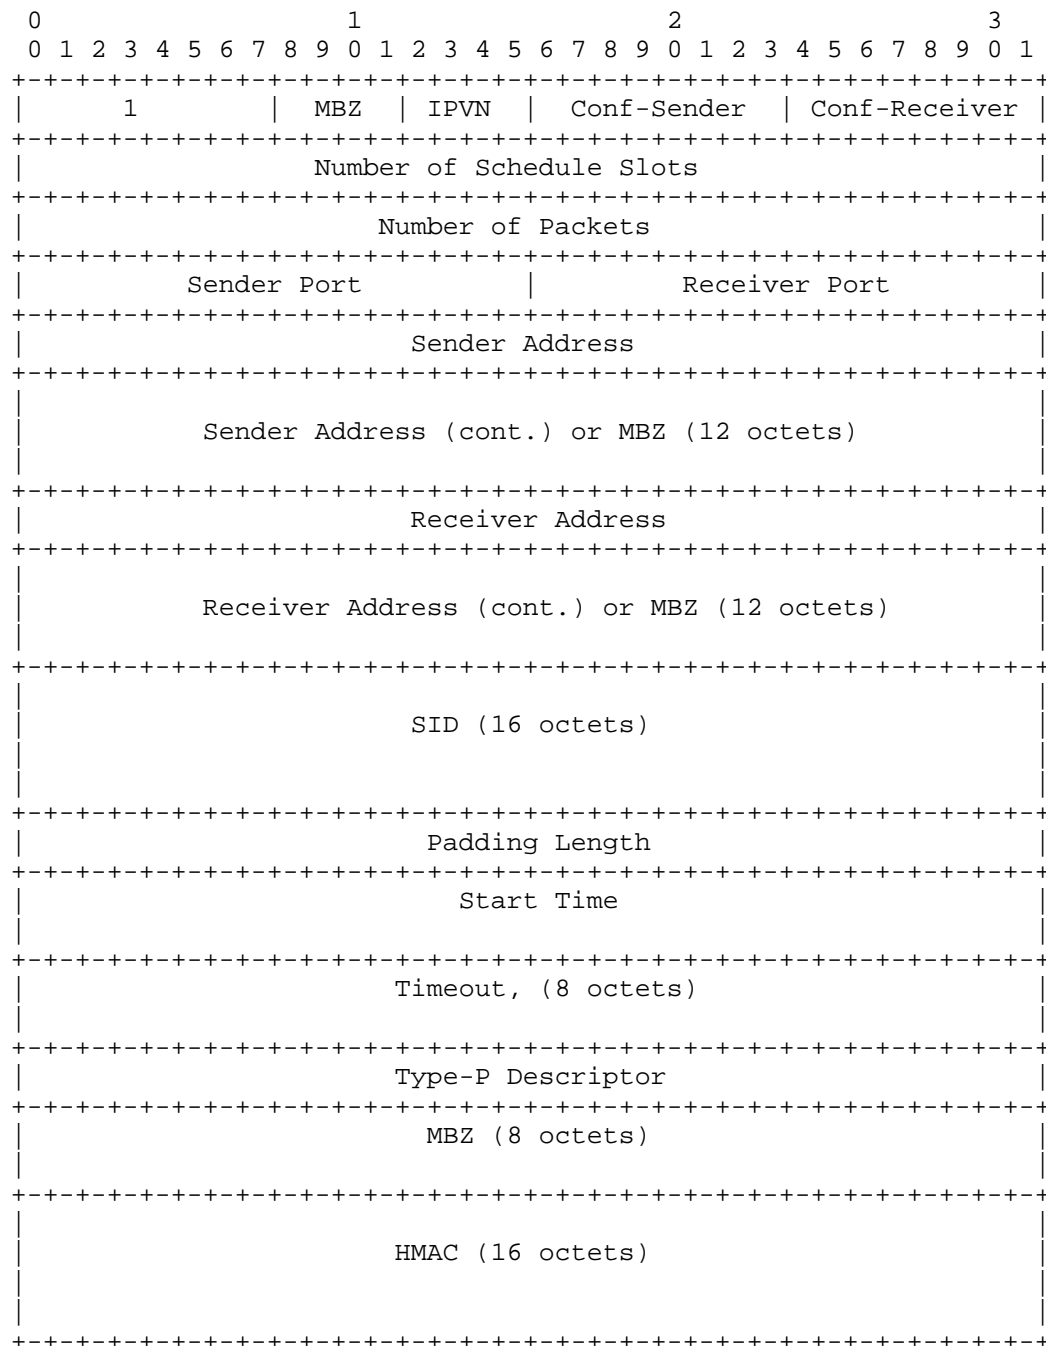 0                   1                   2                   3
0 1 2 3 4 5 6 7 8 9 0 1 2 3 4 5 6 7 8 9 0 1 2 3 4 5 6 7 8 9 0 1
+-+-+-+-+-+-+-+-+-+-+-+-+-+-+-+-+-+-+-+-+-+-+-+-+-+-+-+-+-+-+-+-+
|      1        |  MBZ  | IPVN  |  Conf-Sender  | Conf-Receiver |
+-+-+-+-+-+-+-+-+-+-+-+-+-+-+-+-+-+-+-+-+-+-+-+-+-+-+-+-+-+-+-+-+
|                  Number of Schedule Slots                     |
+-+-+-+-+-+-+-+-+-+-+-+-+-+-+-+-+-+-+-+-+-+-+-+-+-+-+-+-+-+-+-+-+
|                      Number of Packets                        |
+-+-+-+-+-+-+-+-+-+-+-+-+-+-+-+-+-+-+-+-+-+-+-+-+-+-+-+-+-+-+-+-+
|          Sender Port          |         Receiver Port         |
+-+-+-+-+-+-+-+-+-+-+-+-+-+-+-+-+-+-+-+-+-+-+-+-+-+-+-+-+-+-+-+-+
|                        Sender Address                         |
+-+-+-+-+-+-+-+-+-+-+-+-+-+-+-+-+-+-+-+-+-+-+-+-+-+-+-+-+-+-+-+-+
|                                                               |
|           Sender Address (cont.) or MBZ (12 octets)           |
|                                                               |
+-+-+-+-+-+-+-+-+-+-+-+-+-+-+-+-+-+-+-+-+-+-+-+-+-+-+-+-+-+-+-+-+
|                        Receiver Address                       |
+-+-+-+-+-+-+-+-+-+-+-+-+-+-+-+-+-+-+-+-+-+-+-+-+-+-+-+-+-+-+-+-+
|                                                               |
|           Receiver Address (cont.) or MBZ (12 octets)         |
|                                                               |
+-+-+-+-+-+-+-+-+-+-+-+-+-+-+-+-+-+-+-+-+-+-+-+-+-+-+-+-+-+-+-+-+
|                                                               |
|                        SID (16 octets)                        |
|                                                               |
|                                                               |
+-+-+-+-+-+-+-+-+-+-+-+-+-+-+-+-+-+-+-+-+-+-+-+-+-+-+-+-+-+-+-+-+
|                         Padding Length                        |
+-+-+-+-+-+-+-+-+-+-+-+-+-+-+-+-+-+-+-+-+-+-+-+-+-+-+-+-+-+-+-+-+
|                           Start Time                          |
|                                                               |
+-+-+-+-+-+-+-+-+-+-+-+-+-+-+-+-+-+-+-+-+-+-+-+-+-+-+-+-+-+-+-+-+
|                       Timeout, (8 octets)                     |
|                                                               |
+-+-+-+-+-+-+-+-+-+-+-+-+-+-+-+-+-+-+-+-+-+-+-+-+-+-+-+-+-+-+-+-+
|                       Type-P Descriptor                       |
+-+-+-+-+-+-+-+-+-+-+-+-+-+-+-+-+-+-+-+-+-+-+-+-+-+-+-+-+-+-+-+-+
|                         MBZ (8 octets)                        |
|                                                               |
+-+-+-+-+-+-+-+-+-+-+-+-+-+-+-+-+-+-+-+-+-+-+-+-+-+-+-+-+-+-+-+-+
|                                                               |
|                       HMAC (16 octets)                        |
|                                                               |
|                                                               |
+-+-+-+-+-+-+-+-+-+-+-+-+-+-+-+-+-+-+-+-+-+-+-+-+-+-+-+-+-+-+-+-+